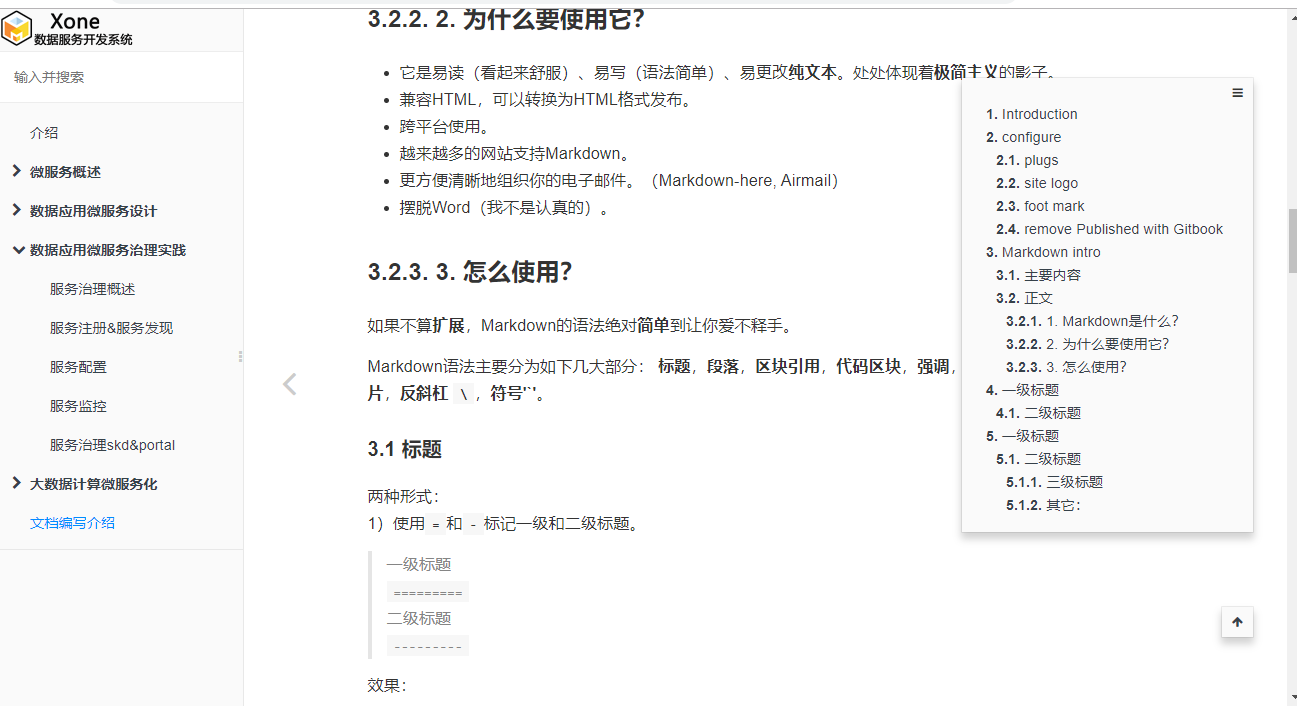 Xone
数据服务开发系统
输入并搜索
介绍
微服务概述
数据应用微服务设计
数据应用微服务治理实践
服务治理概述
服务注册&服务发现
服务配置
服务监控
服务治理skd&portal
大数据计算微服务化
文档编写介绍
3.2.2. 2. 为什么要使用它？
它是易读（看起来舒服）、易写（语法简单）、易更改纯文本。处处体现着极简主义的影子。
兼容HTML，可以转换为HTML格式发布。
跨平台使用。
越来越多的网站支持Markdown。
更方便清晰地组织你的电子邮件。（Markdown-here, Airmail）
摆脱Word（我不是认真的）。
3.2.3. 3. 怎么使用？
如果不算扩展，Markdown的语法绝对简单到让你爱不释手。
Markdown语法主要分为如下几大部分： 标题，段落，区块引用，代码区块，强调，
片，反斜杠 \ ，符号'`'。
3.1 标题
两种形式：
1）使用 = 和 - 标记一级和二级标题。
一级标题
=========
二级标题
---------
效果：
1. Introduction
2. configure
2.1. plugs
2.2. site logo
2.3. foot mark
2.4. remove Published with Gitbook
3. Markdown intro
3.1. 主要内容
3.2. 正文
3.2.1. 1. Markdown是什么？
3.2.2. 2. 为什么要使用它？
3.2.3. 3. 怎么使用？
4. 一级标题
4.1. 二级标题
5. 一级标题
5.1. 二级标题
5.1.1. 三级标题
5.1.2. 其它：